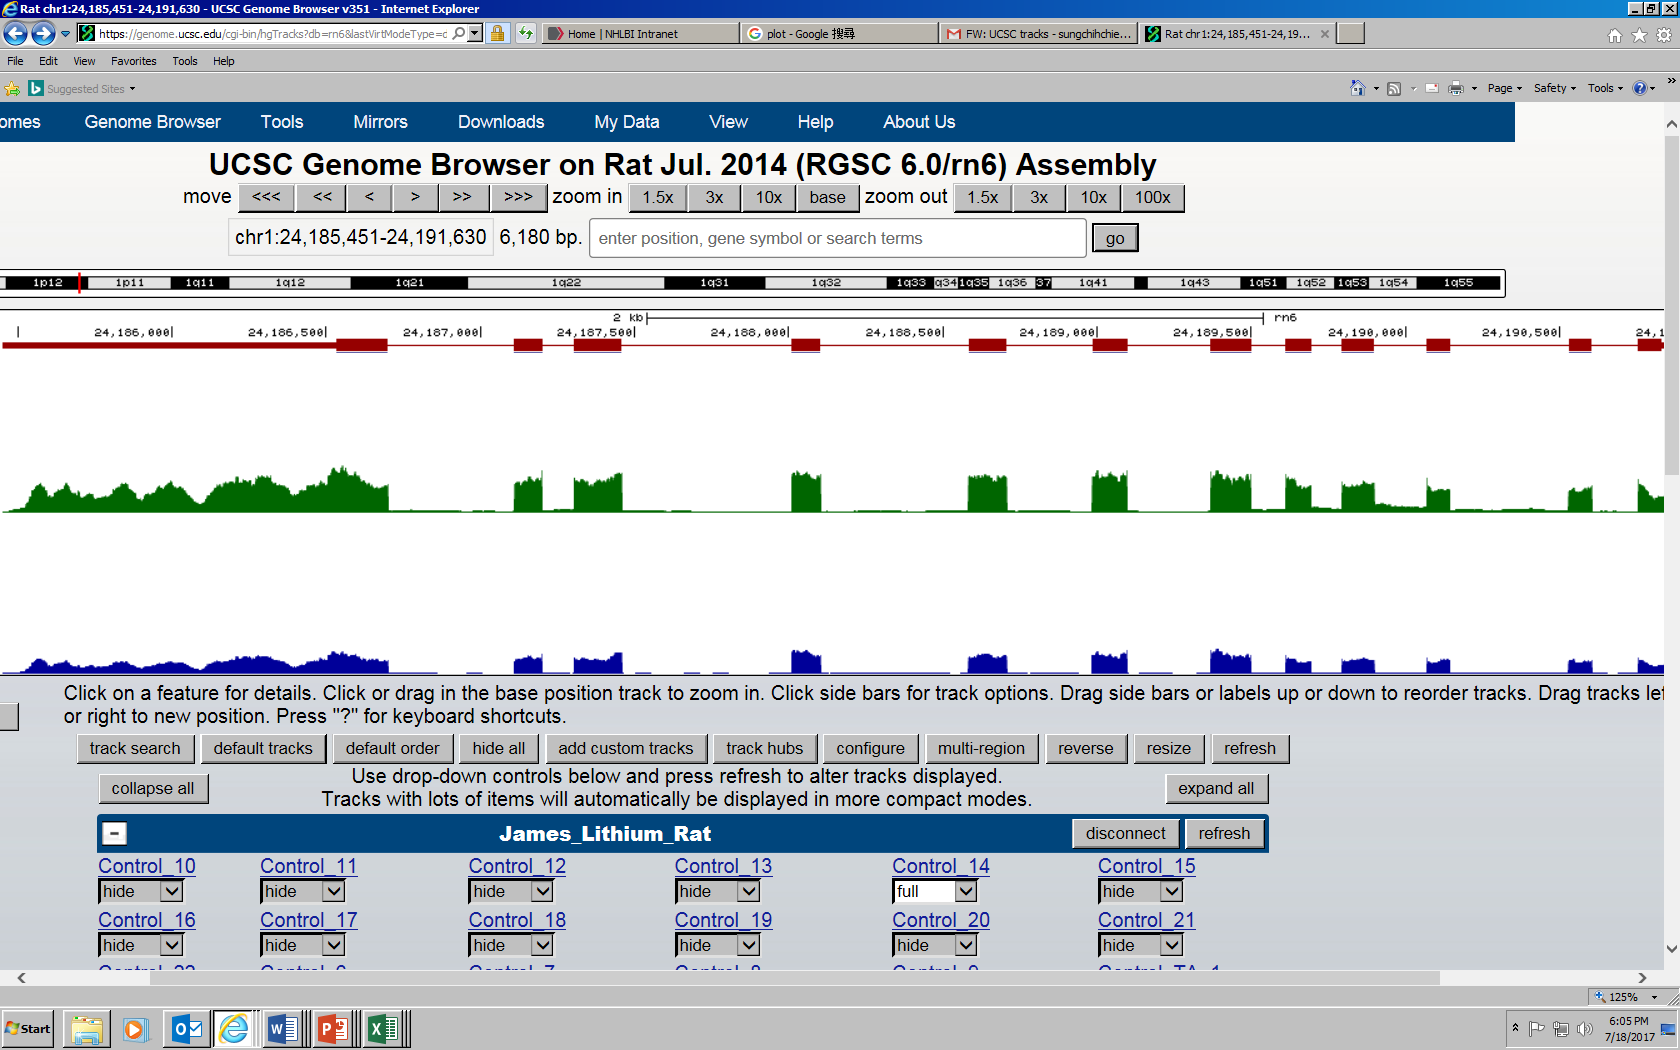 Rat chr1:24,185,451-24,191,630 - UCSC Genome Browser v351 - Internet Explorer
https://genome.ucsc.edu/cgi-bin/hgTracks?db=rn6&lastVirtModeType=c
Home | NHLBI Intranet
plot - Google 搜尋
FW: UCSC tracks - sungchihchie...
Rat chr1:24,185,451-24,19...
File Edit View Favorites Tools Help
Suggested Sites
Page Safety Tools
omes Genome Browser Tools Mirrors Downloads My Data View Help About Us
UCSC Genome Browser on Rat Jul. 2014 (RGSC 6.0/rn6) Assembly
move <<< << < > >> >>> zoom in 1.5x 3x 10x base zoom out 1.5x 3x 10x 100x
chr1:24,185,451-24,191,630 6,180 bp. enter position, gene symbol or search terms go
1p12 1p11 1q11 1q12 1q21 1q22 1q31 1q32 1q33 q34 1q35 1q36 37 1q41 1q43 1q51 1q52 1q53 1q54 1q55
2 kb rn6
24,186,000| 24,186,500| 24,187,000| 24,187,500| 24,188,000| 24,188,500| 24,189,000| 24,189,500| 24,190,000| 24,190,500| 24,1
Click on a feature for details. Click or drag in the base position track to zoom in. Click side bars for track options. Drag side bars or labels up or down to reorder tracks. Drag tracks lef
or right to new position. Press "?" for keyboard shortcuts.
track search default tracks default order hide all add custom tracks track hubs configure multi-region reverse resize refresh
collapse all
Use drop-down controls below and press refresh to alter tracks displayed.
Tracks with lots of items will automatically be displayed in more compact modes.
expand all
- James_Lithium_Rat disconnect refresh
Control_10 Control_11 Control_12 Control_13 Control_14 Control_15
hide hide hide hide full hide
Control_16 Control_17 Control_18 Control_19 Control_20 Control_21
hide hide hide hide hide hide
125%
Start
6:05 PM
7/18/2017